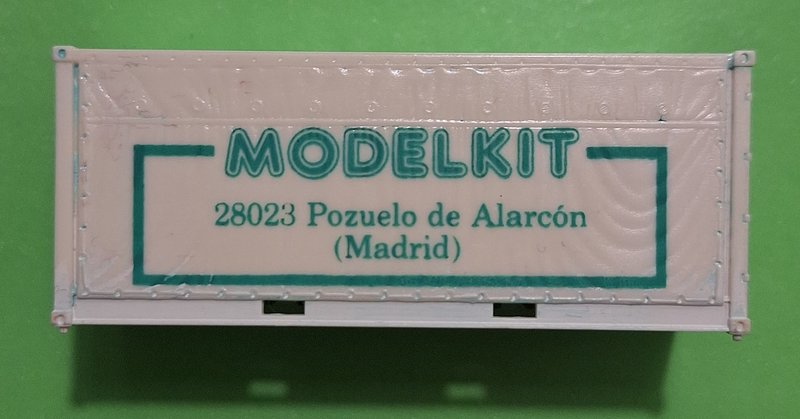 MODELKIT
28023 Pozuelo de Alarcón
(Madrid)